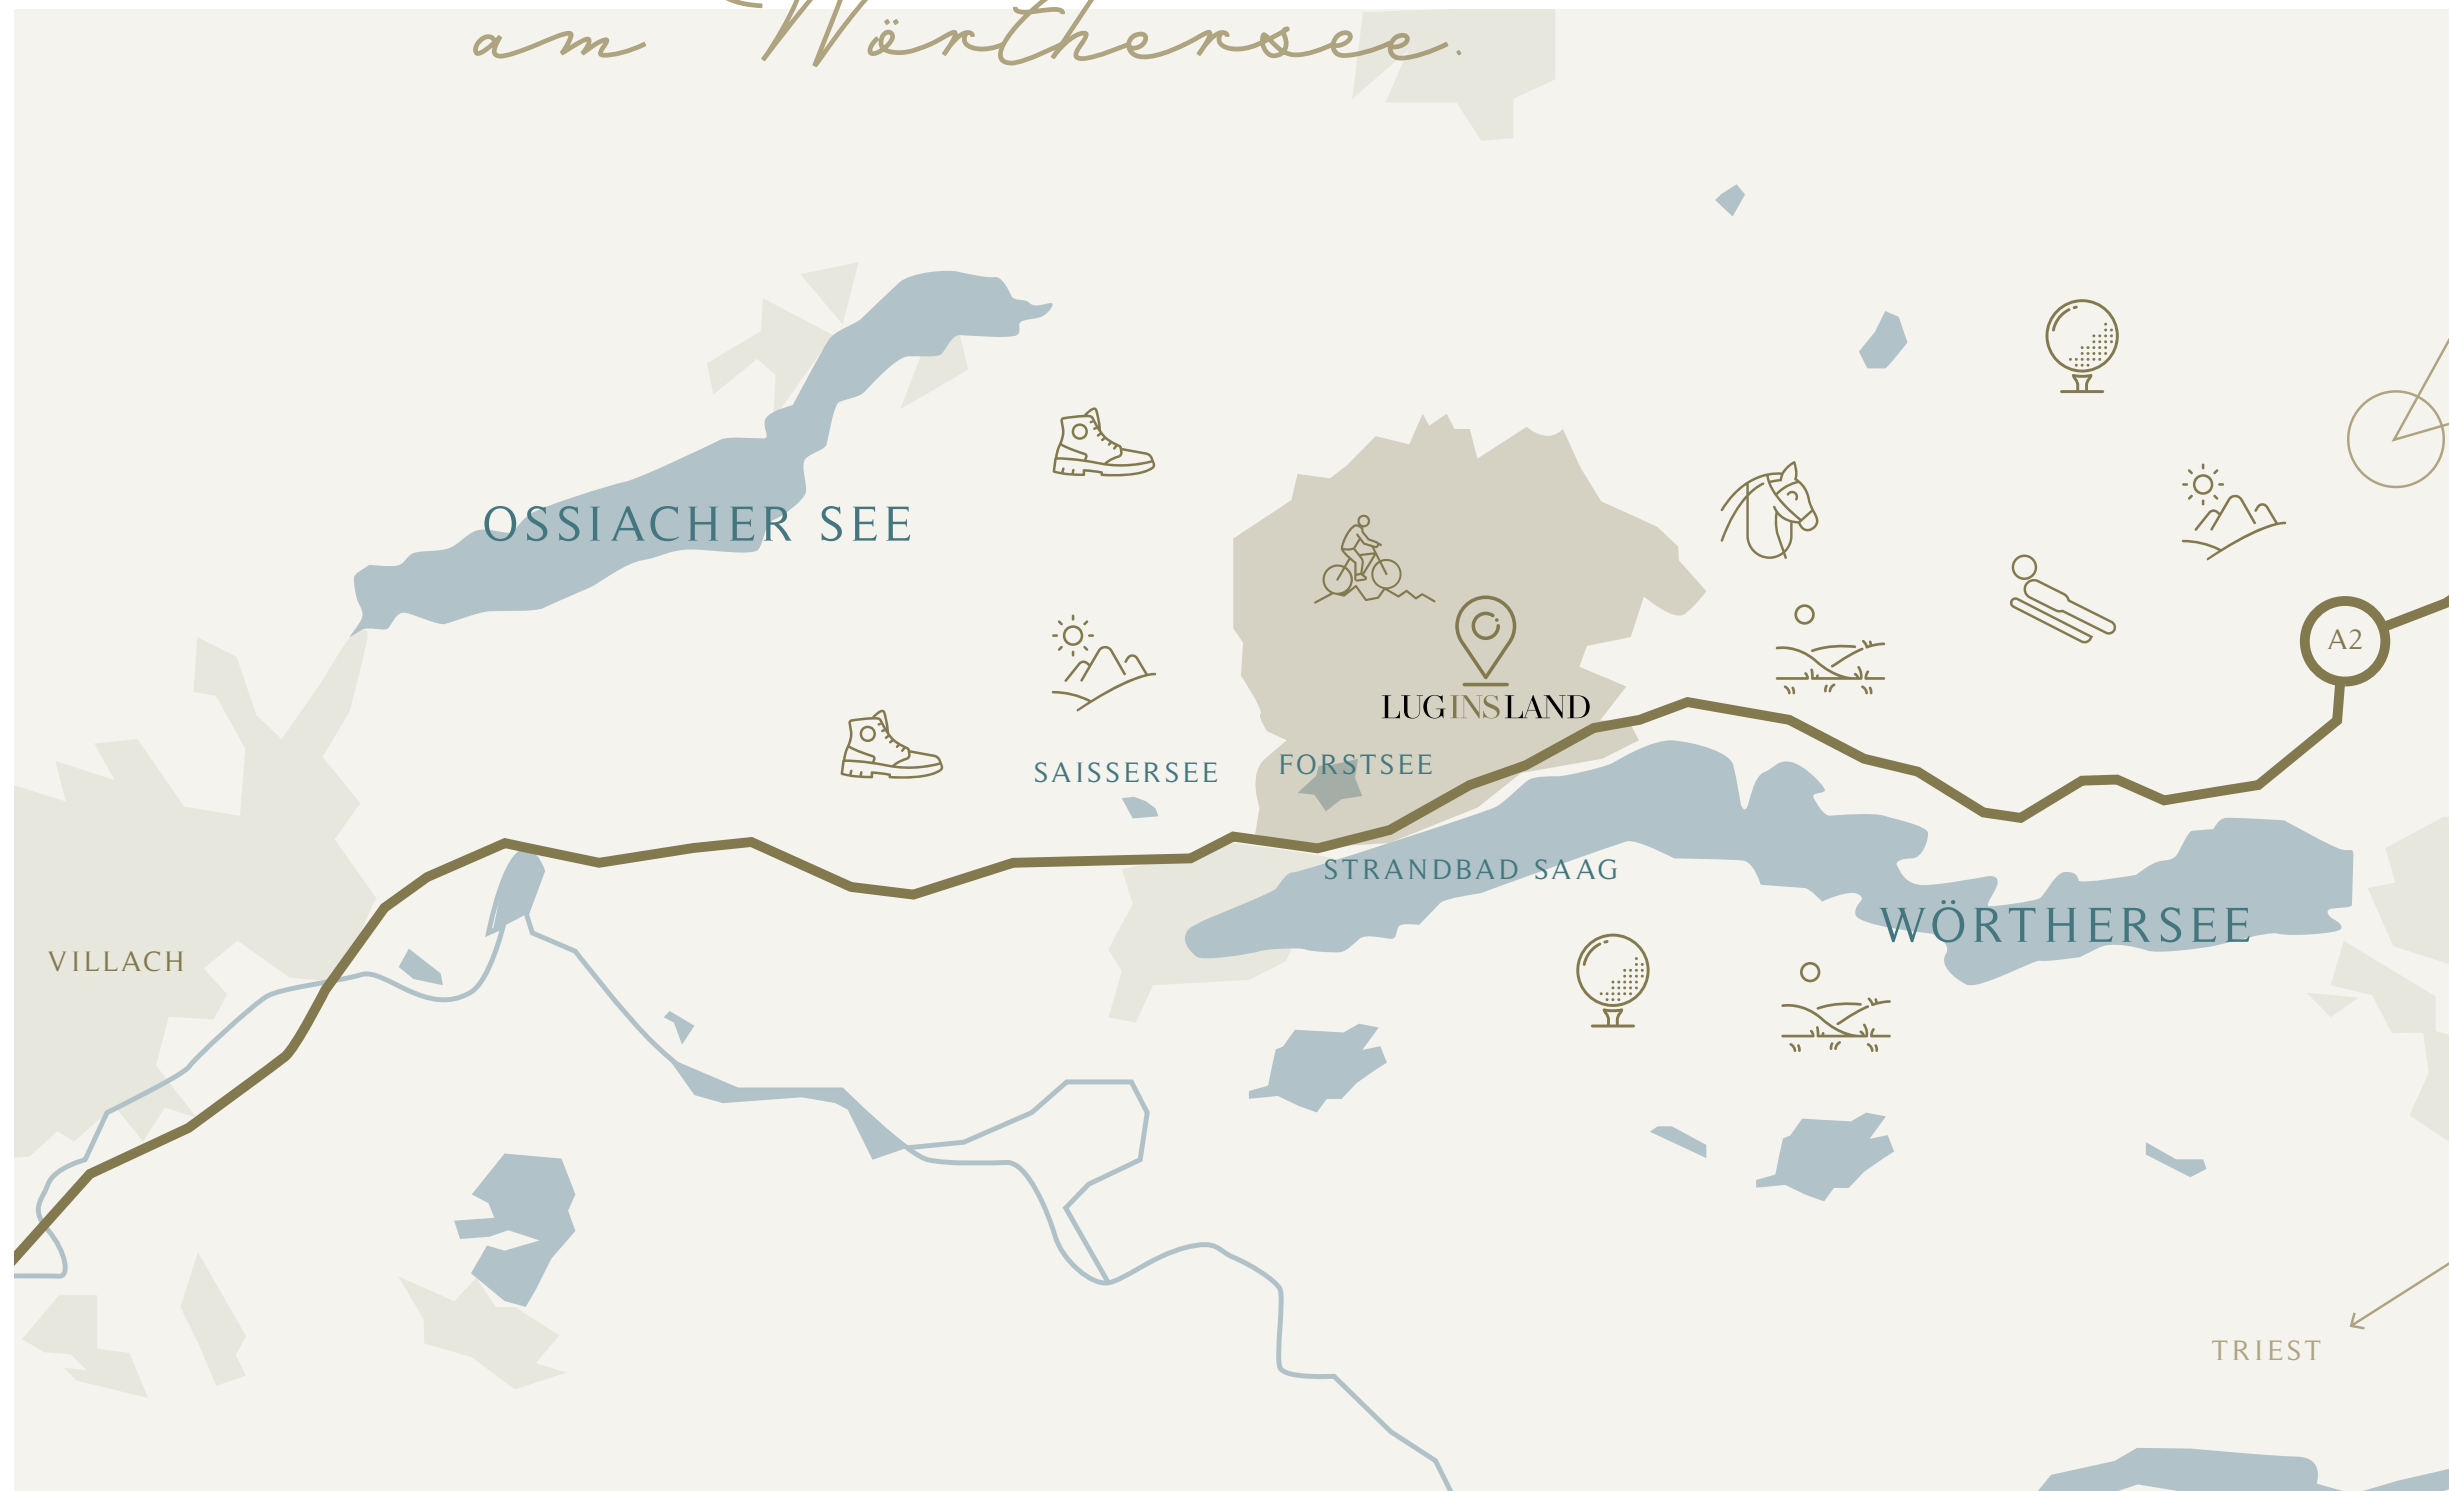 am Wörthersee.
OSSIACHER SEE
A2
LUGINSLAND
SAISSERSEE
FORSTSEE
STRANDBAD SAAG
WÖRTHERSEE
VILLACH
TRIEST